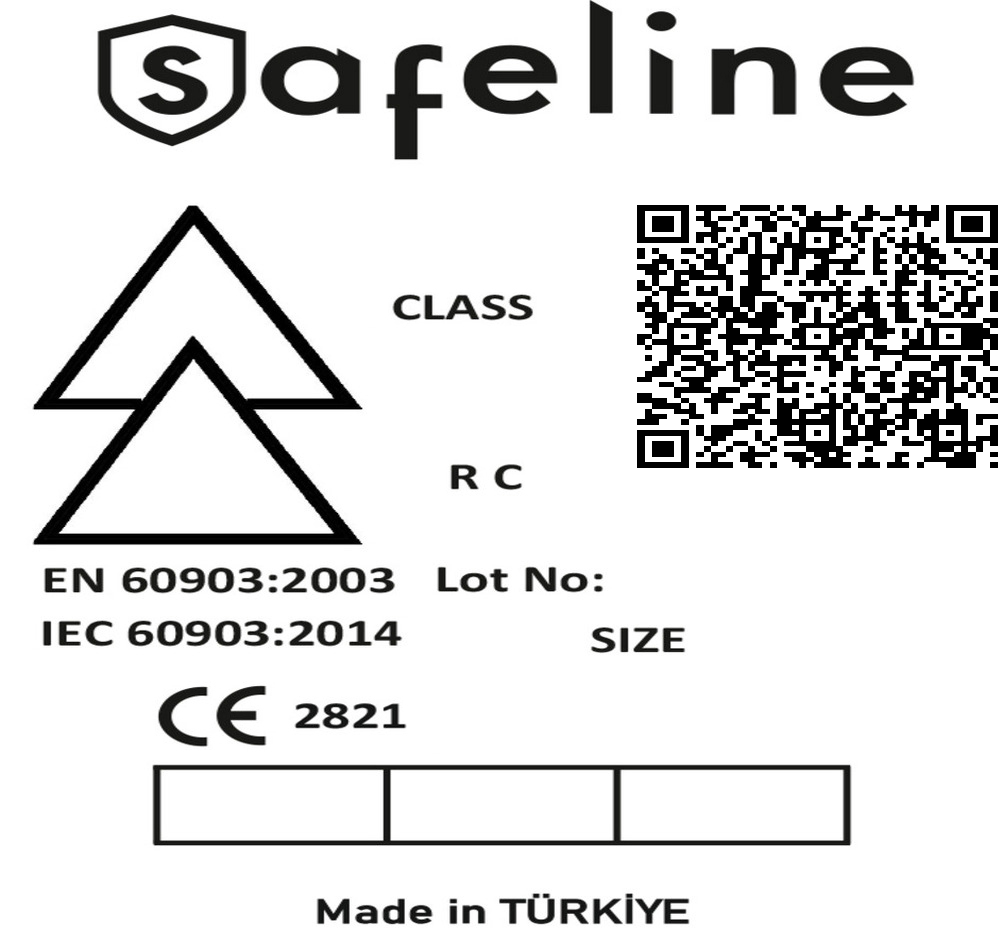 safeline
CLASS
R C
EN 60903:2003 Lot No:
IEC 60903:2014
SIZE
CE 2821
Made in TÜRKİYE